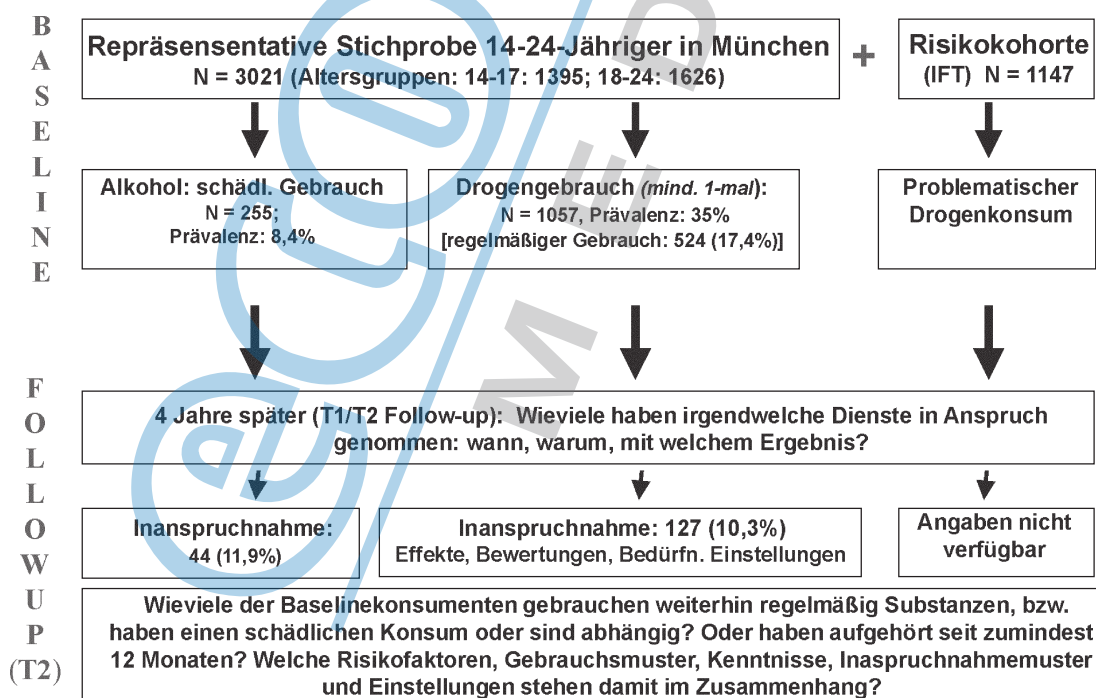 BASELINE
Repräsensentative Stichprobe 14-24-Jähriger in München
N = 3021 (Altersgruppen: 14-17: 1395; 18-24: 1626)
+
Risikokohorte
(IFT) N = 1147
Alkohol: schädl. Gebrauch
N = 255;
Prävalenz: 8,4%
Drogengebrauch (mind. 1-mal):
N = 1057, Prävalenz: 35%
[regelmäßiger Gebrauch: 524 (17,4%)]
Problematischer
Drogenkonsum
FOLLOWUP
(T2)
4 Jahre später (T1/T2 Follow-up): Wieviele haben irgendwelche Dienste in Anspruch
genommen: wann, warum, mit welchem Ergebnis?
Inanspruchnahme:
44 (11,9%)
Inanspruchnahme: 127 (10,3%)
Effekte, Bewertungen, Bedürfn. Einstellungen
Angaben nicht
verfügbar
Wieviele der Baselinekonsumenten gebrauchen weiterhin regelmäßig Substanzen, bzw.
haben einen schädlichen Konsum oder sind abhängig? Oder haben aufgehört seit zumindest
12 Monaten? Welche Risikofaktoren, Gebrauchsmuster, Kenntnisse, Inaspruchnahmemuster
und Einstellungen stehen damit im Zusammenhang?
eco
MED